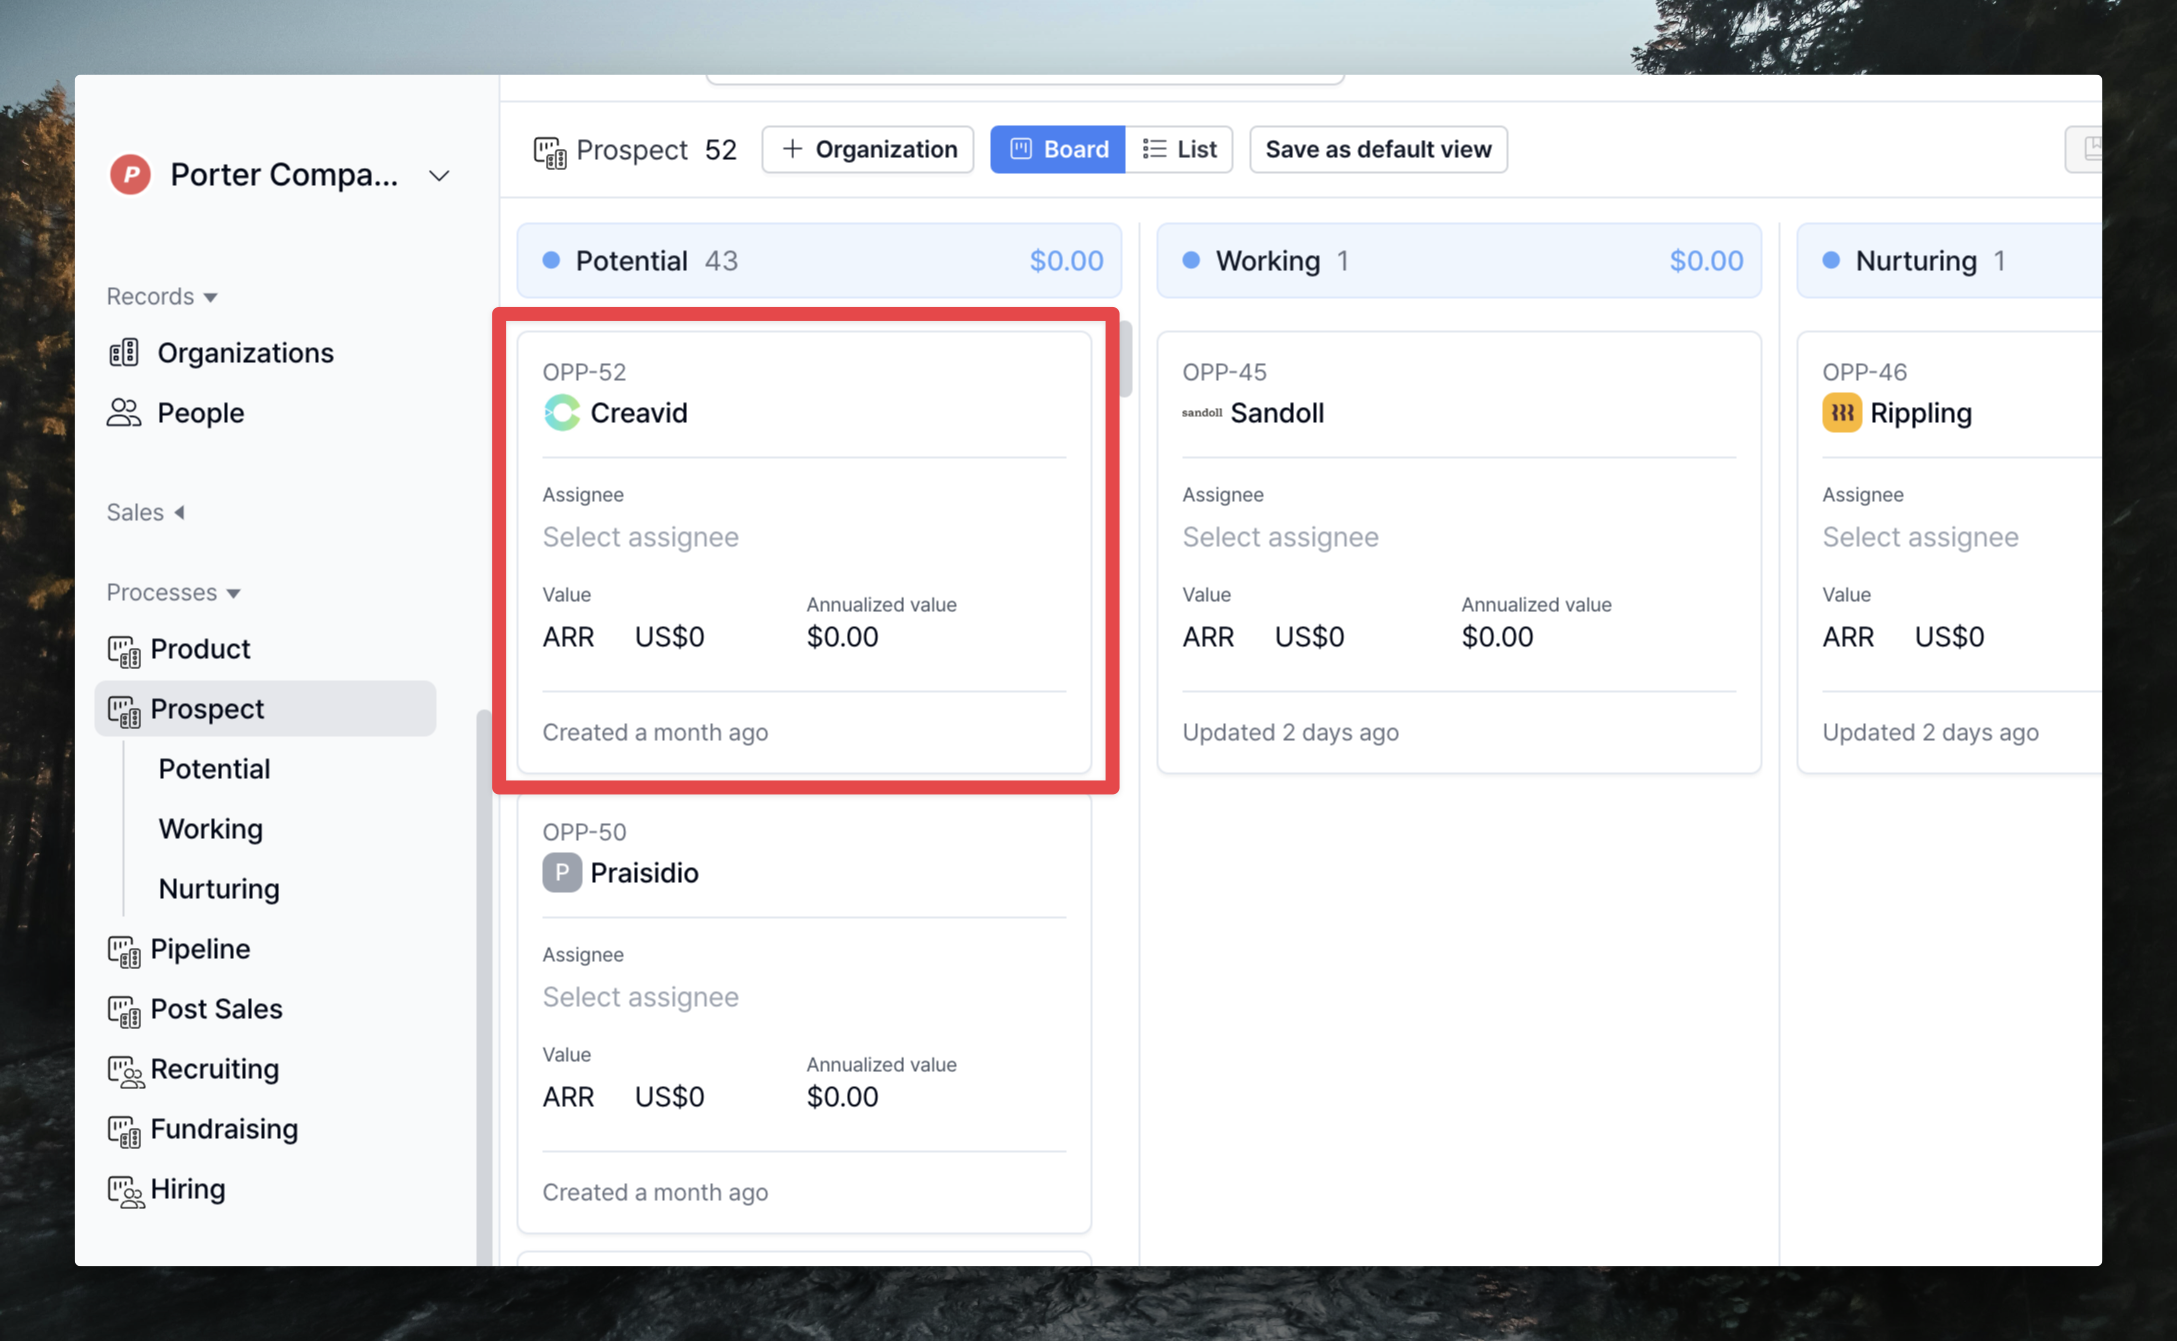 P Porter Compa...
Records
Organizations
People
Sales
Processes
Product
Prospect
Potential
Working
Nurturing
Pipeline
Post Sales
Recruiting
Fundraising
Hiring
Prospect 52
+ Organization
Board
List
Save as default view
Potential 43 $0.00
OPP-52
Creavid
Assignee
Select assignee
Value
Annualized value
ARR US$0 $0.00
Created a month ago
OPP-50
P Praisidio
Assignee
Select assignee
Value
Annualized value
ARR US$0 $0.00
Created a month ago
Working 1 $0.00
OPP-45
sandoll Sandoll
Assignee
Select assignee
Value
Annualized value
ARR US$0 $0.00
Updated 2 days ago
Nurturing 1
OPP-46
Rippling
Assignee
Select assignee
Value
ARR US$0
Updated 2 days ago